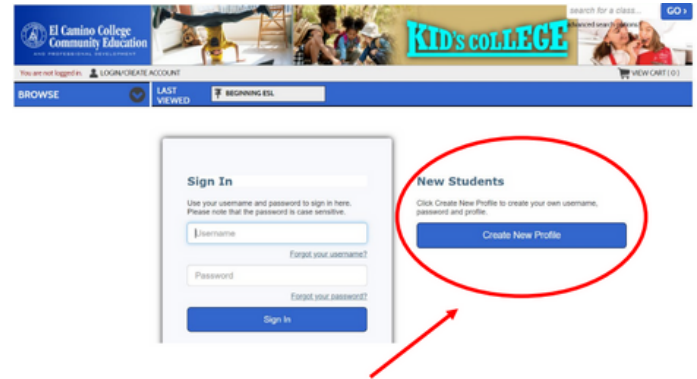 El Camino College
Community Education
AND PROFESSIONAL DEVELOPMENT
KID'S COLLEGE
search for a class...
GO ›
advanced search options
You are not logged in.
LOGIN/CREATE ACCOUNT
VIEW CART ( 0 )
BROWSE
LAST
VIEWED
BEGINNING ESL
Sign In
Use your username and password to sign in here.
Please note that the password is case sensitive.
Username
Forgot your username?
Password
Forgot your password?
Sign In
New Students
Click Create New Profile to create your own username,
password and profile.
Create New Profile